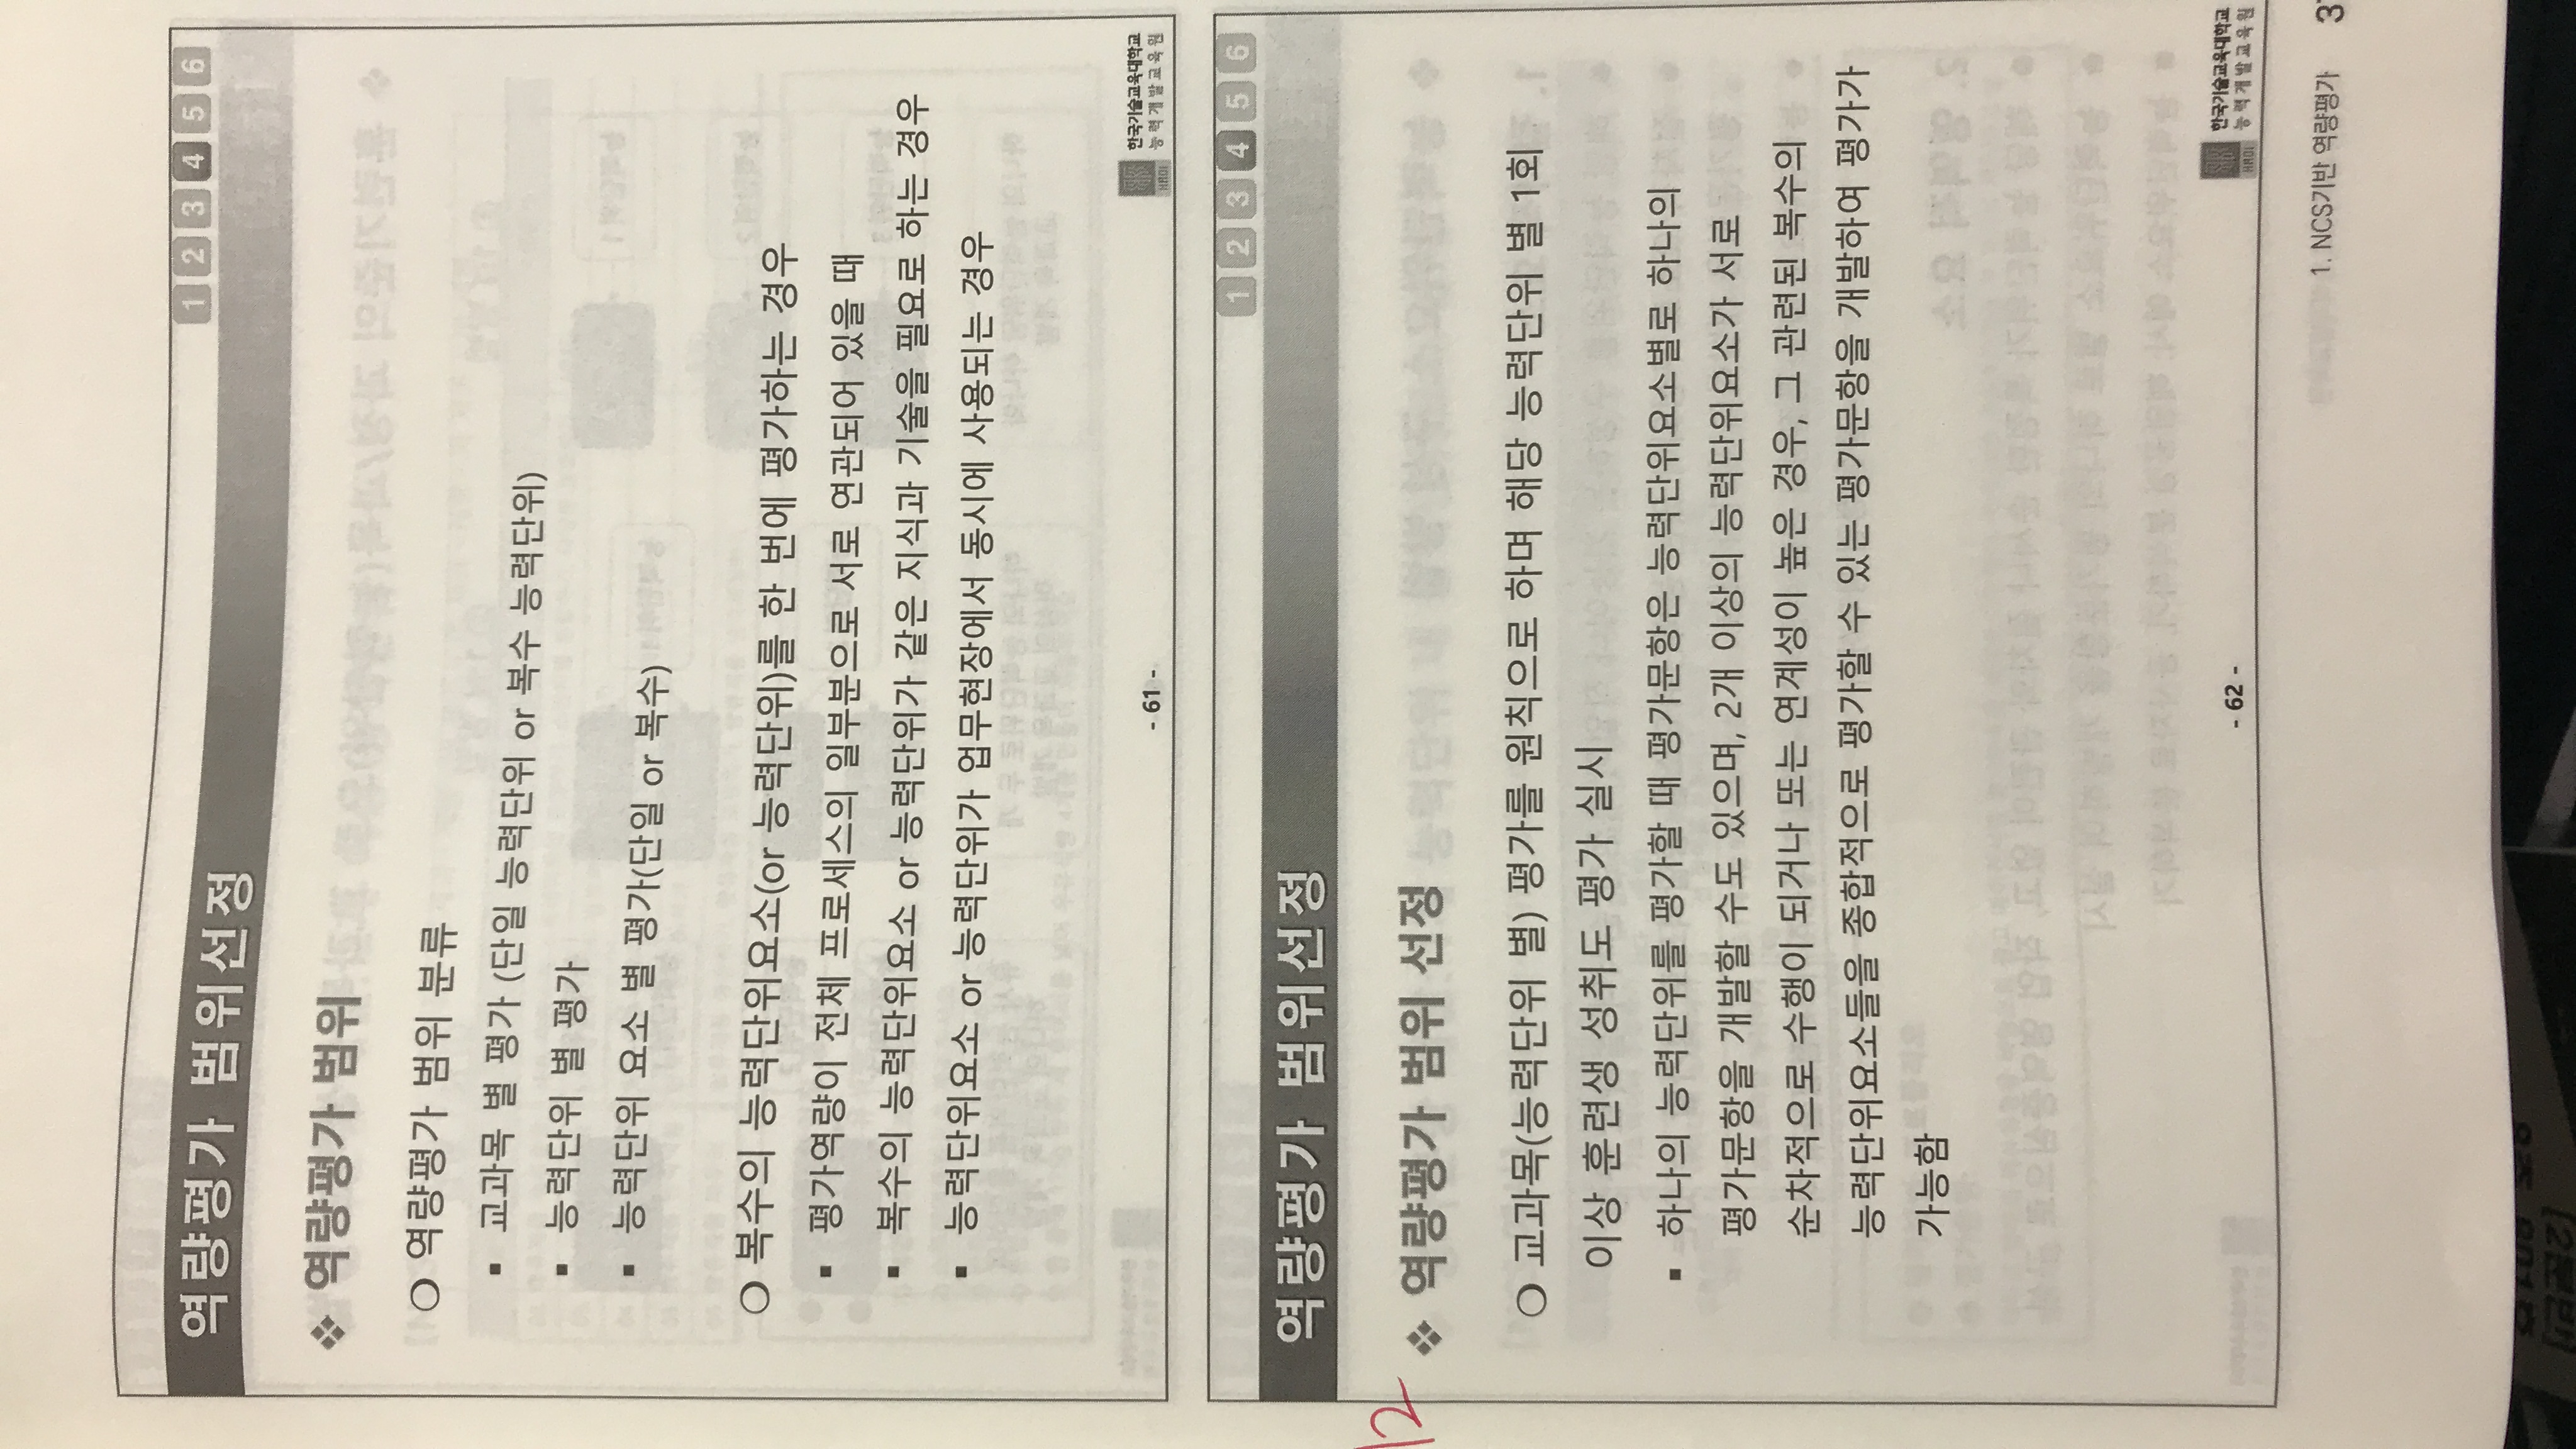 역량평가 범위선정
1 2 3 4 5 6
❖ 역량평가 범위
❍ 역량평가 범위 분류
▪ 교과목 별 평가 (단일 능력단위 or 복수 능력단위)
▪ 능력단위 별 평가
▪ 능력단위 요소 별 평가(단일 or 복수)
❍ 복수의 능력단위요소(or 능력단위)를 한 번에 평가하는 경우
▪ 평가역량이 전체 프로세스의 일부분으로 서로 연관되어 있을 때
▪ 복수의 능력단위요소 or 능력단위가 같은 지식과 기술을 필요로 하는 경우
▪ 능력단위요소 or 능력단위가 업무현장에서 동시에 사용되는 경우
- 61 -
HRDI
한국기술교육대학교
능력개발교육원
1 2 3 4 5 6
역량평가 범위선정
❖ 역량평가 범위 선정
❍ 교과목(능력단위 별) 평가를 원칙으로 하며 해당 능력단위 별 1회
이상 훈련생 성취도 평가 실시
▪ 하나의 능력단위를 평가할 때 평가문항은 능력단위요소별로 하나의
평가문항을 개발할 수도 있으며, 2개 이상의 능력단위요소가 서로
순차적으로 수행이 되거나 또는 연계성이 높은 경우, 그 관련된 복수의
능력단위요소들을 종합적으로 평가할 수 있는 평가문항을 개발하여 평가가
가능함
- 62 -
HRDI
한국기술교육대학교
능력개발교육원
1. NCS기반 역량평가